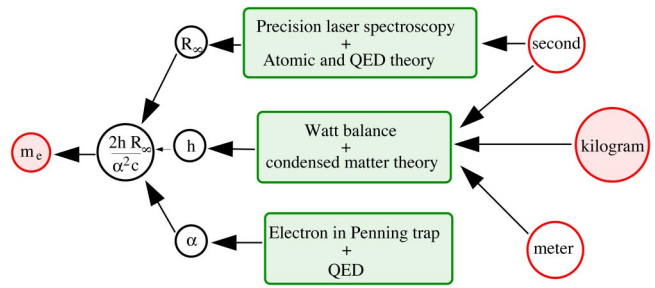 Precision laser spectroscopy
+
Atomic and QED theory
R∞
second
Watt balance
+
condensed matter theory
h
kilogram
2h R∞
α²c
mₑ
Electron in Penning trap
+
QED
α
meter